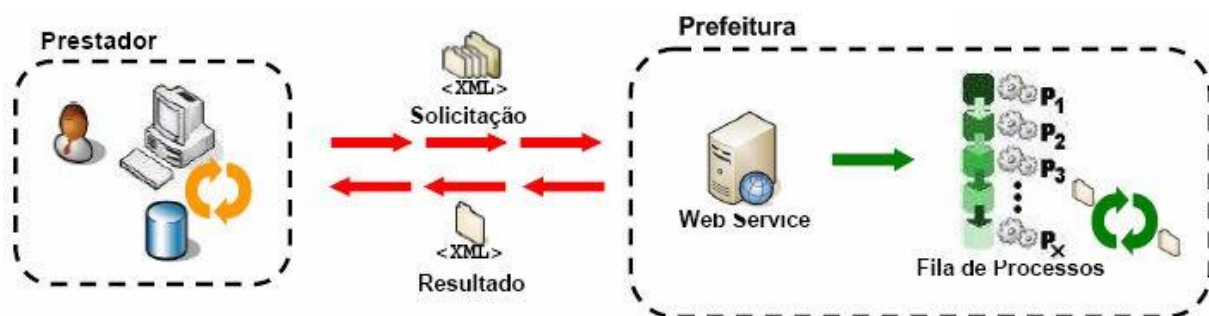 Prestador
<XML>
Solicitação
<XML>
Resultado
Prefeitura
Web Service
P1
P2
P3
Px
Fila de Processos